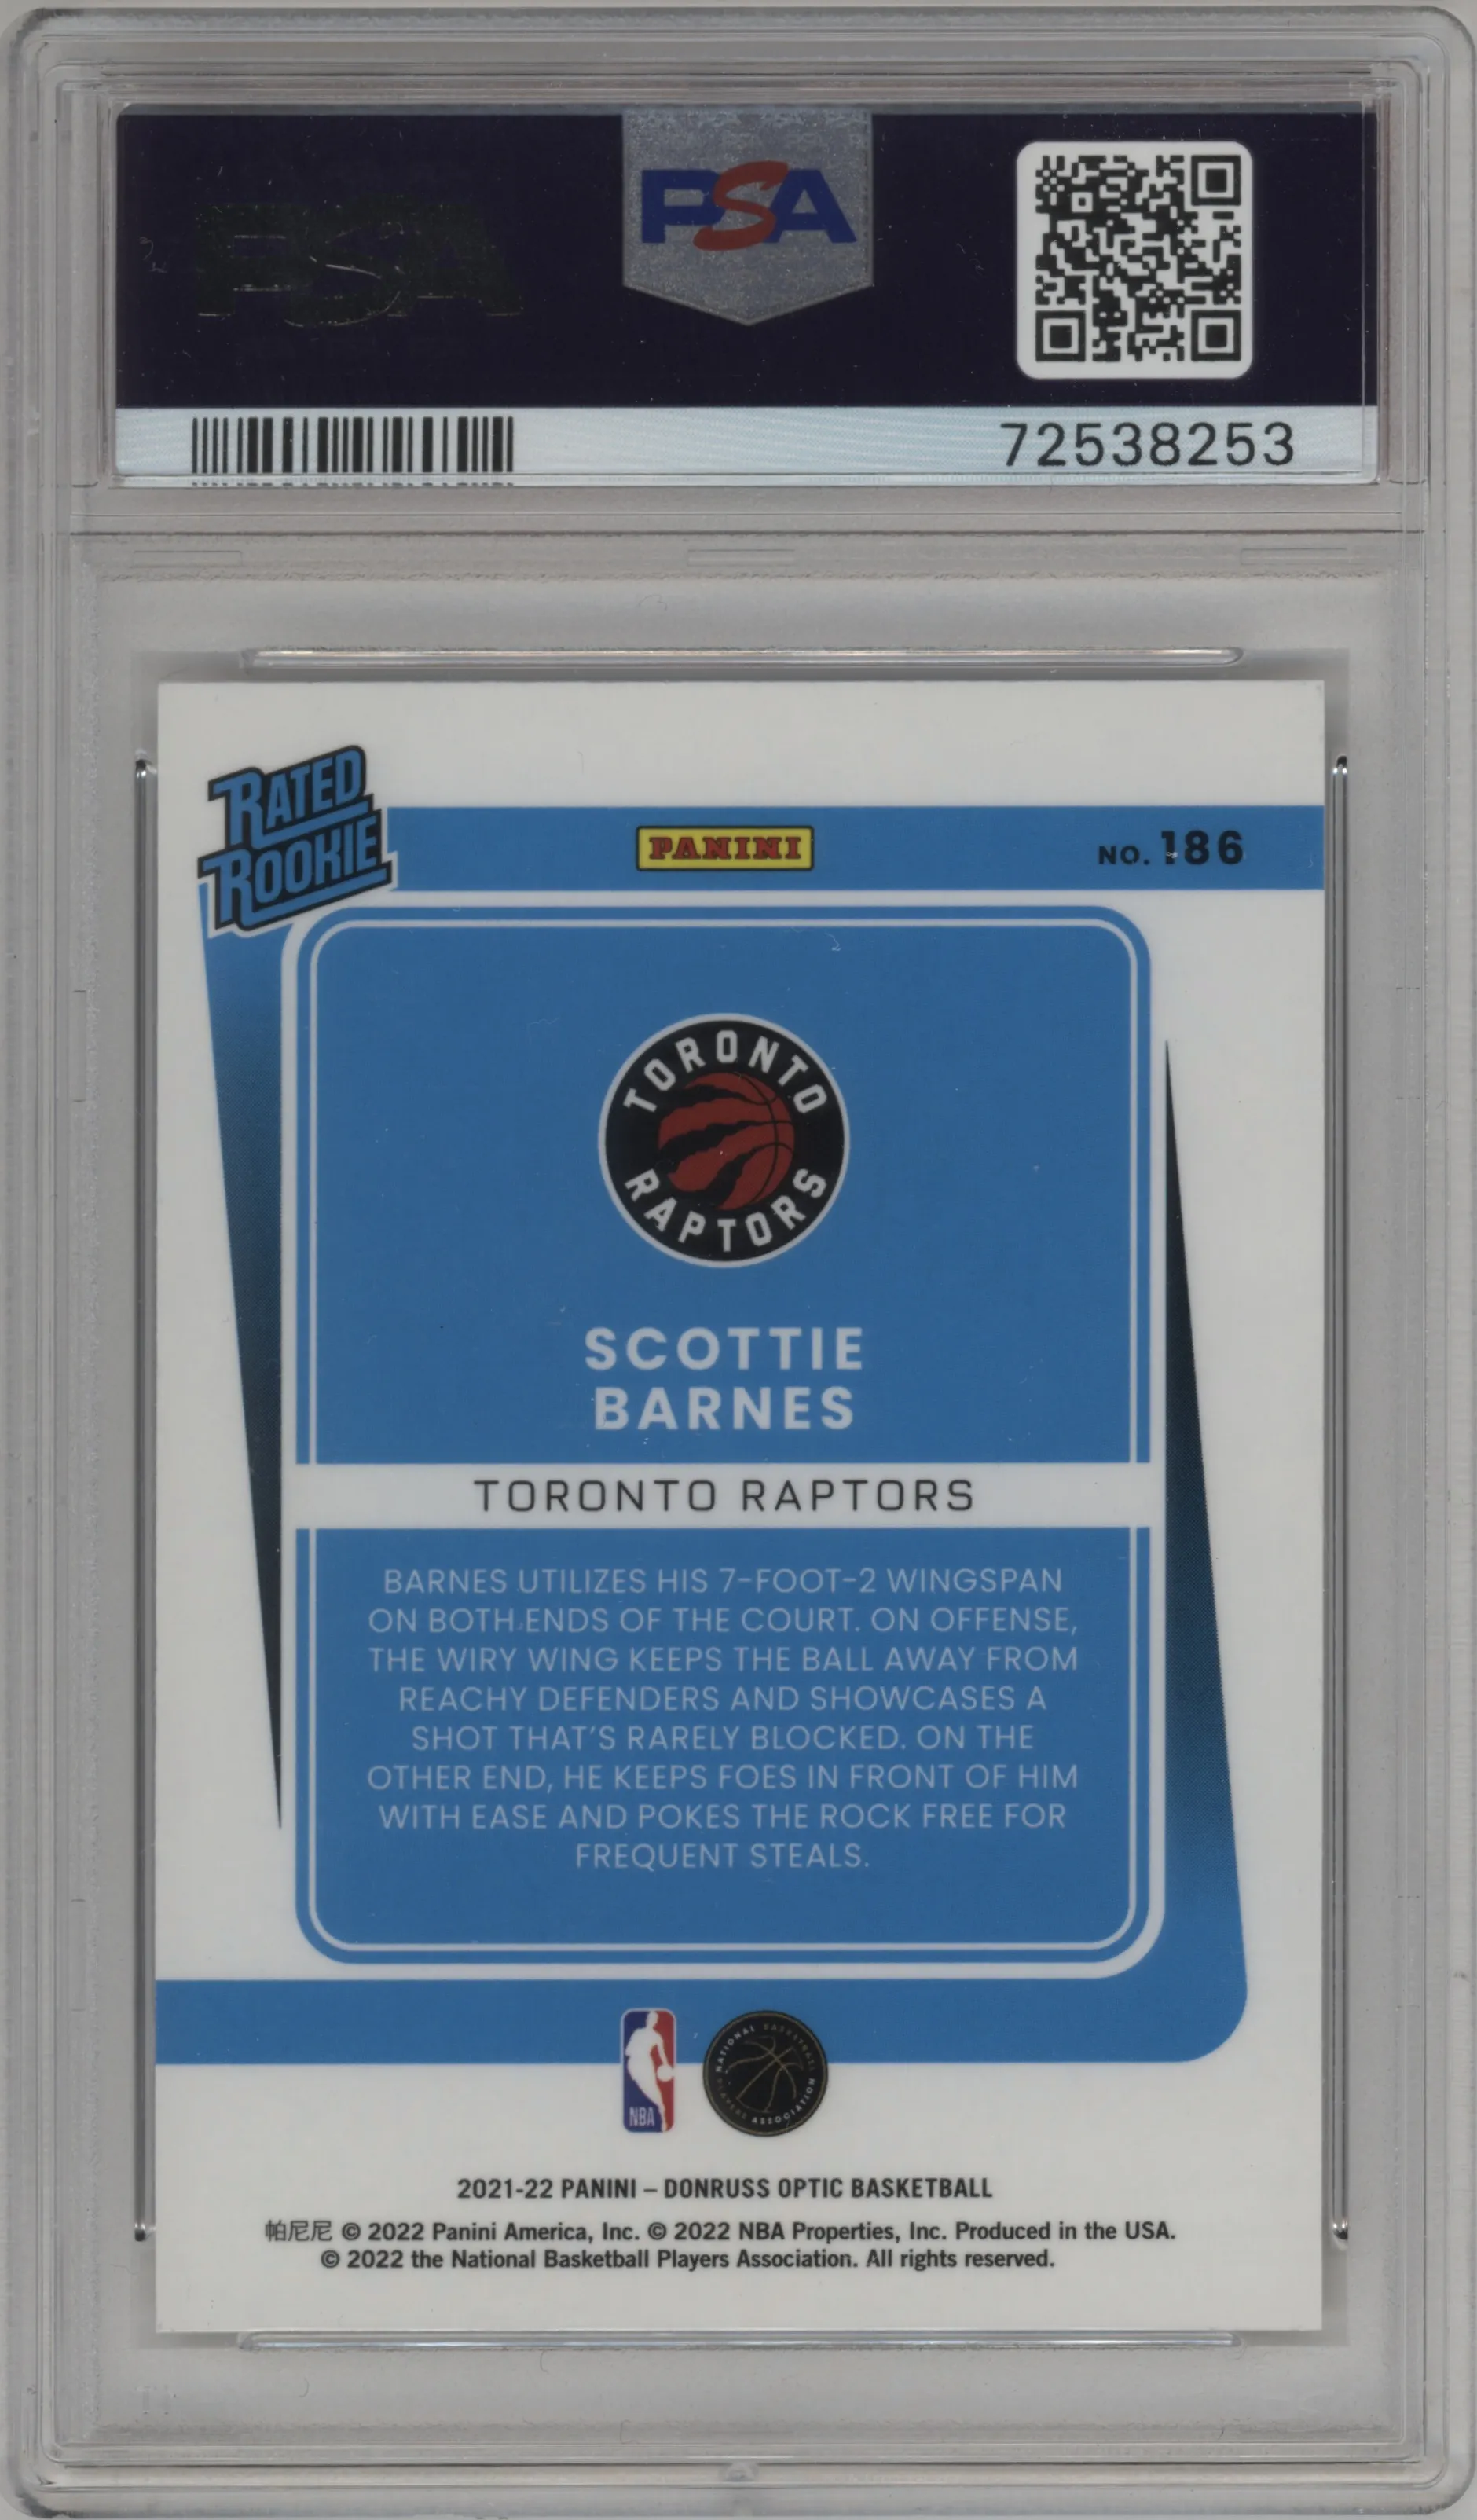 PSA
PSA
72538253
RATED
ROOKIE
PANINI
NO. 186
TORONTO
RAPTORS
SCOTTIE
BARNES
TORONTO RAPTORS
BARNES UTILIZES HIS 7-FOOT-2 WINGSPAN
ON BOTH ENDS OF THE COURT. ON OFFENSE,
THE WIRY WING KEEPS THE BALL AWAY FROM
REACHY DEFENDERS AND SHOWCASES A
SHOT THAT'S RARELY BLOCKED. ON THE
OTHER END, HE KEEPS FOES IN FRONT OF HIM
WITH EASE AND POKES THE ROCK FREE FOR
FREQUENT STEALS.
NBA
NATIONAL BASKETBALL
PLAYERS ASSOCIATION
2021-22 PANINI – DONRUSS OPTIC BASKETBALL
帕尼尼 © 2022 Panini America, Inc. © 2022 NBA Properties, Inc. Produced in the USA.
© 2022 the National Basketball Players Association. All rights reserved.